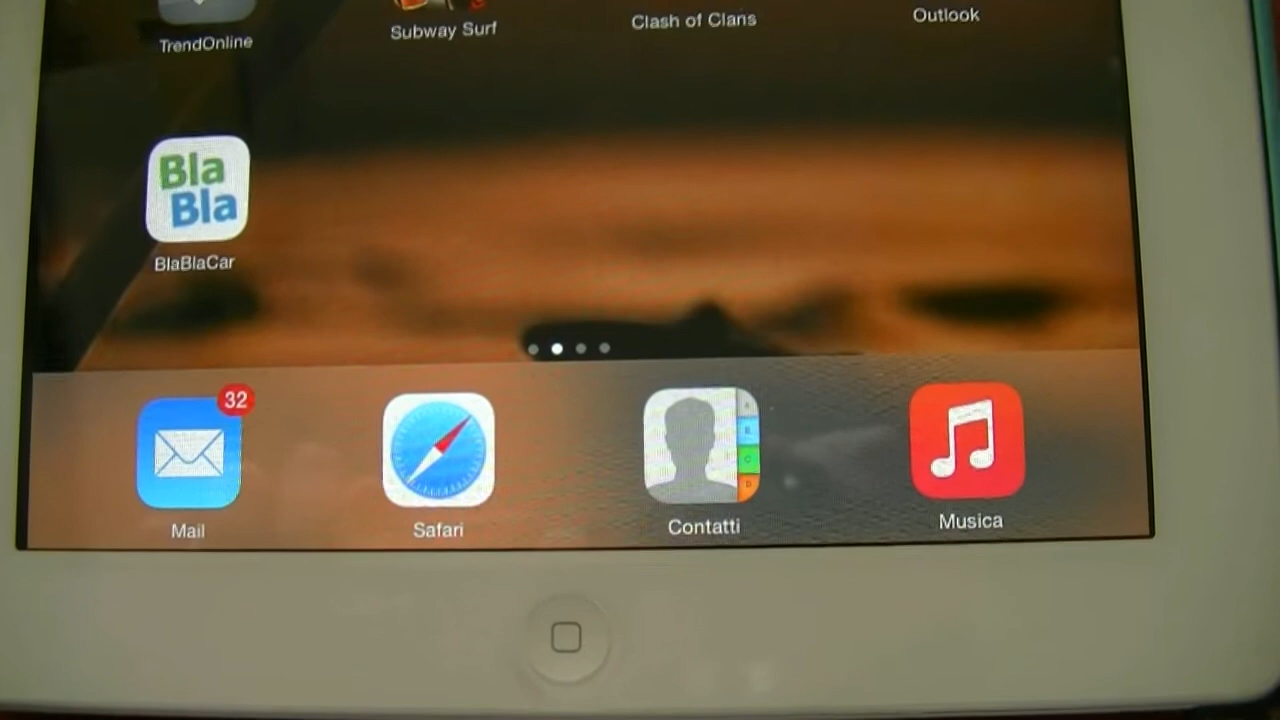 TrendOnline
Subway Surf
Clash of Clans
Outlook
Bla
Bla
BlaBlaCar
32
Mail
Safari
Contatti
Musica